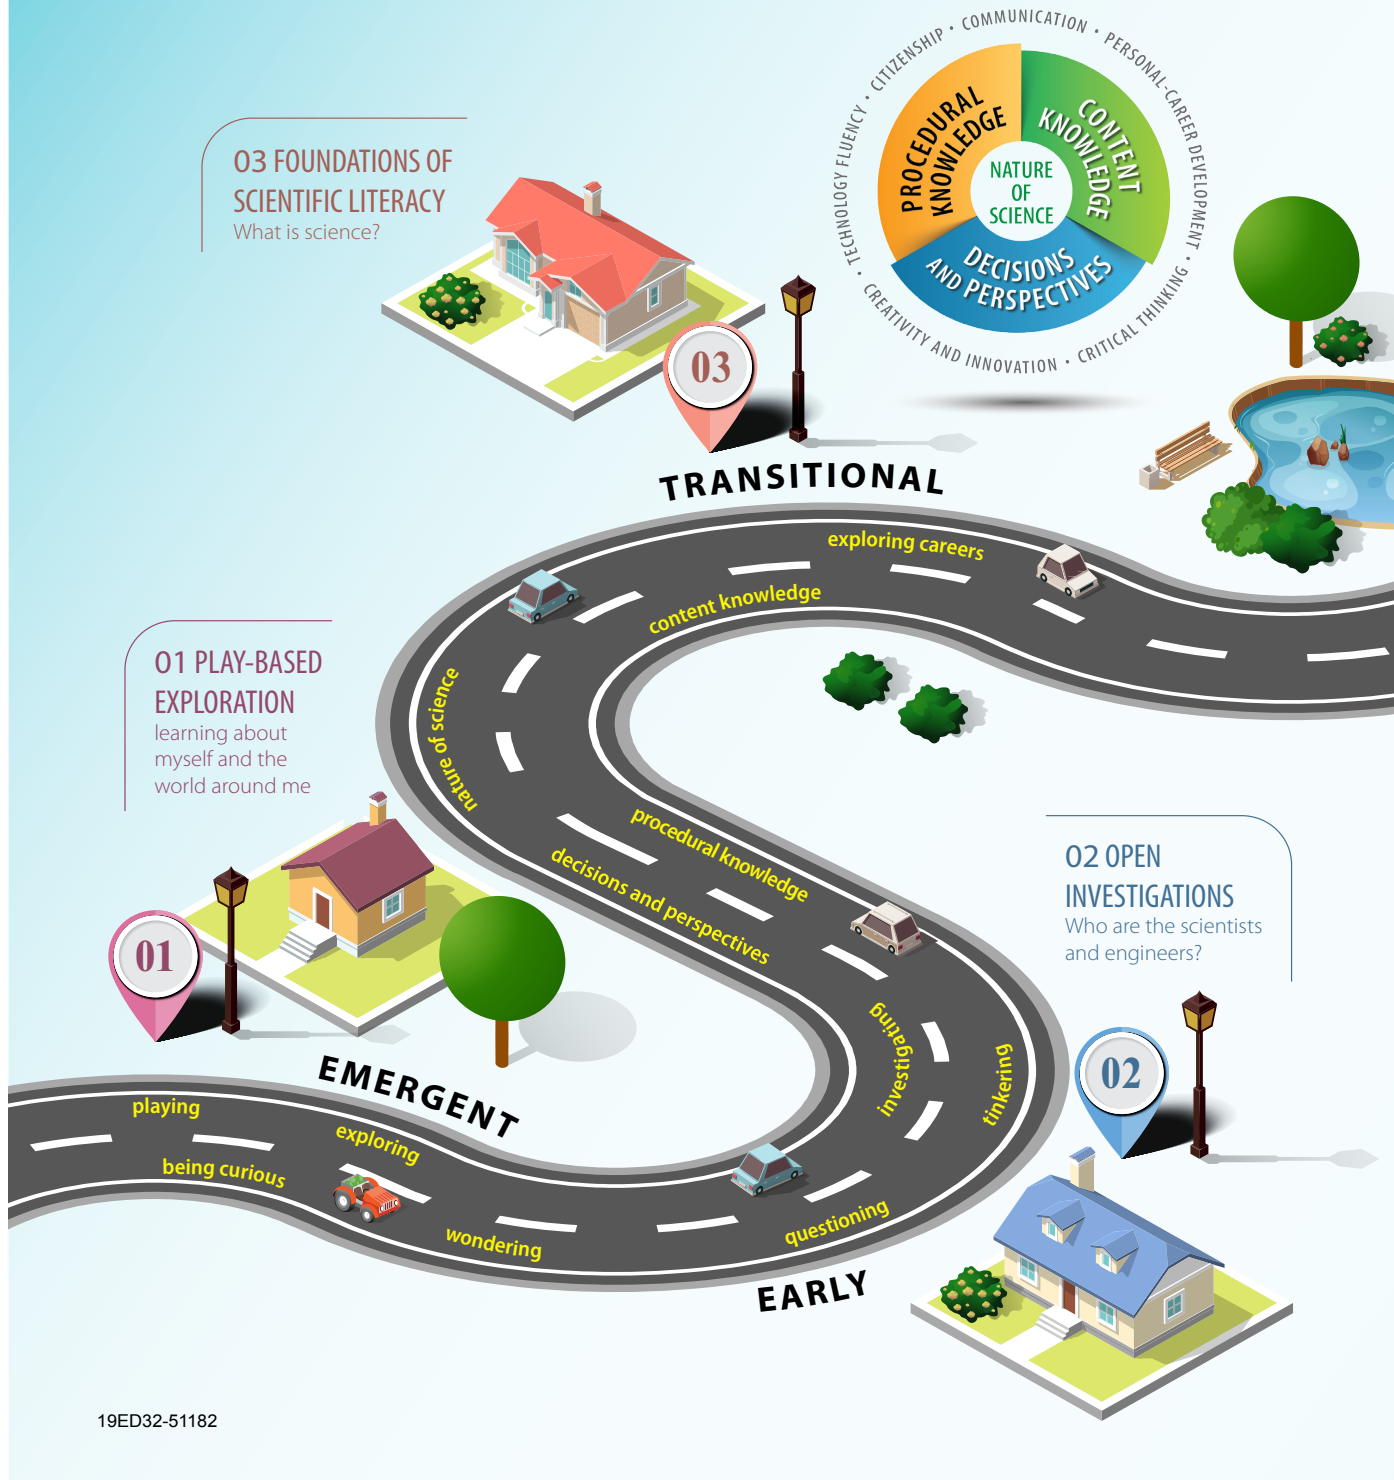 TECHNOLOGY FLUENCY • CITIZENSHIP • COMMUNICATION • PERSONAL-CAREER DEVELOPMENT • CRITICAL THINKING • CREATIVITY AND INNOVATION •
PROCEDURAL
KNOWLEDGE
CONTENT
KNOWLEDGE
NATURE
OF
SCIENCE
DECISIONS
AND PERSPECTIVES
03 FOUNDATIONS OF
SCIENTIFIC LITERACY
What is science?
03
TRANSITIONAL
exploring careers
content knowledge
nature of science
01 PLAY-BASED
EXPLORATION
learning about
myself and the
world around me
procedural knowledge
decisions and perspectives
02 OPEN
INVESTIGATIONS
Who are the scientists
and engineers?
01
investigating
tinkering
02
EMERGENT
playing
exploring
being curious
wondering
questioning
EARLY
19ED32-51182